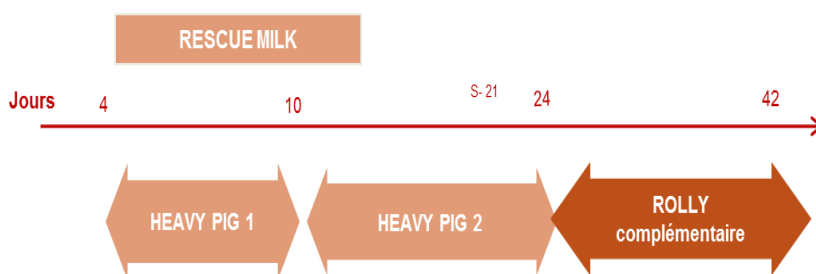 RESCUE MILK
Jours 4 10 S- 21 24 42
HEAVY PIG 1 HEAVY PIG 2 ROLLY
complémentaire